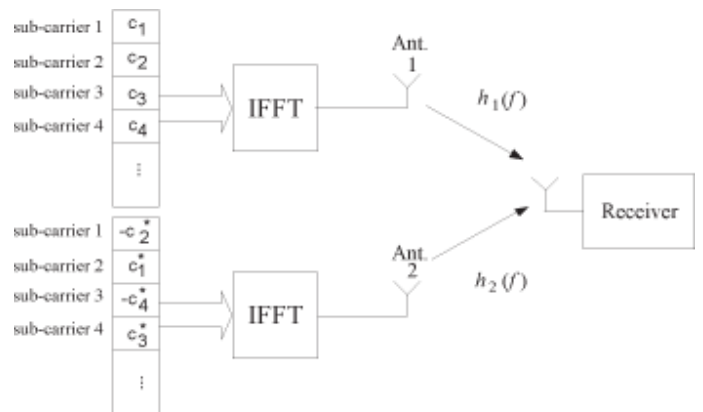 sub-carrier 1 c₁
sub-carrier 2 c₂
sub-carrier 3 c₃
sub-carrier 4 c₄
⋮
IFFT
Ant.
1
h₁(f)
Receiver
sub-carrier 1 -c₂*
sub-carrier 2 c₁*
sub-carrier 3 -c₄*
sub-carrier 4 c₃*
⋮
IFFT
Ant.
2
h₂(f)